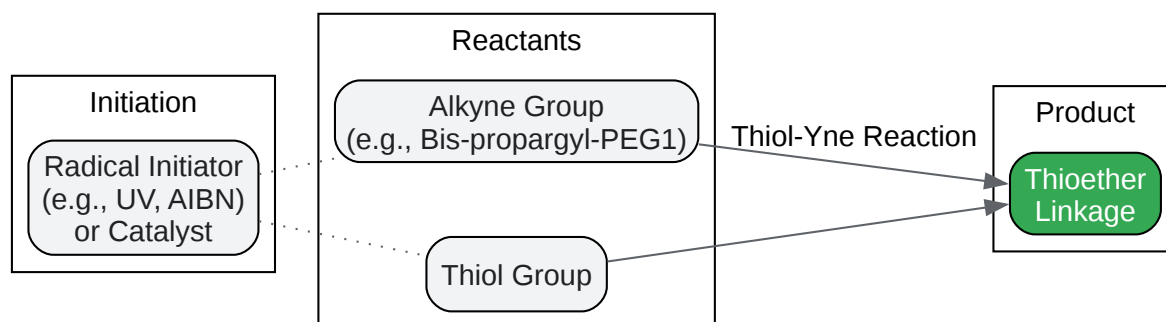 Initiation
Radical Initiator
(e.g., UV, AIBN)
or Catalyst
Reactants
Alkyne Group
(e.g., Bis-propargyl-PEG1)
Thiol Group
Thiol-Yne Reaction
Product
Thioether
Linkage